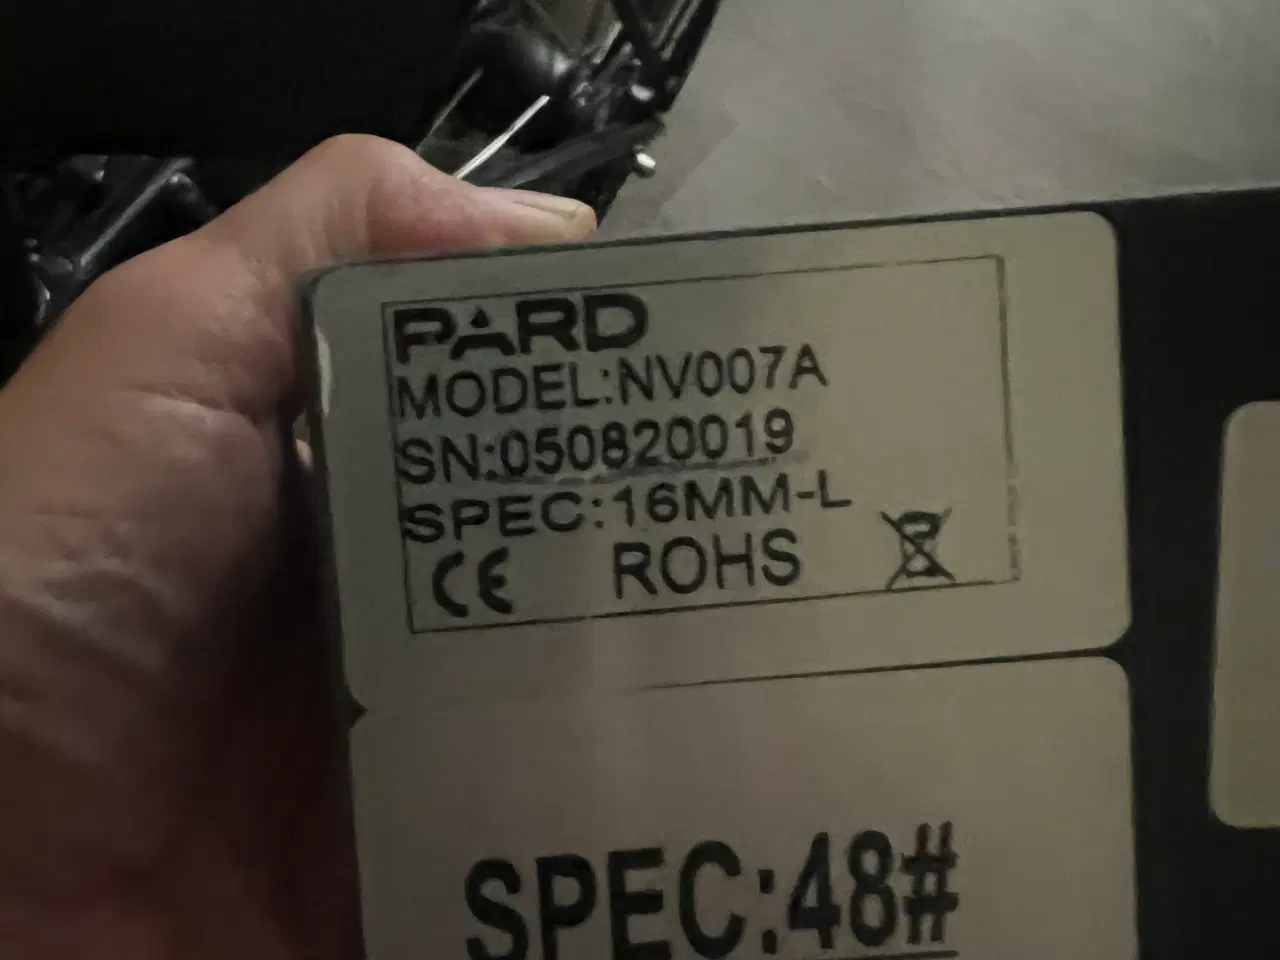 PARD
MODEL:NV007A
SN:050820019
SPEC:16MM-L
CE ROHS
SPEC:48#